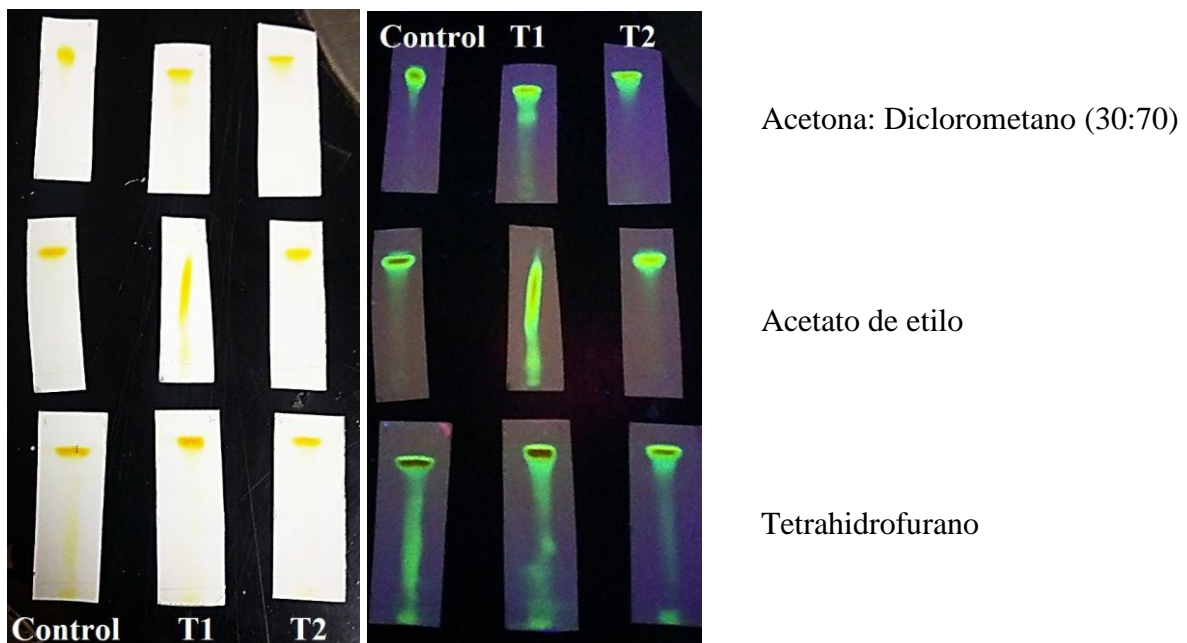 Control T1 T2
Acetona: Diclorometano (30:70)
Acetato de etilo
Tetrahidrofurano
Control T1 T2